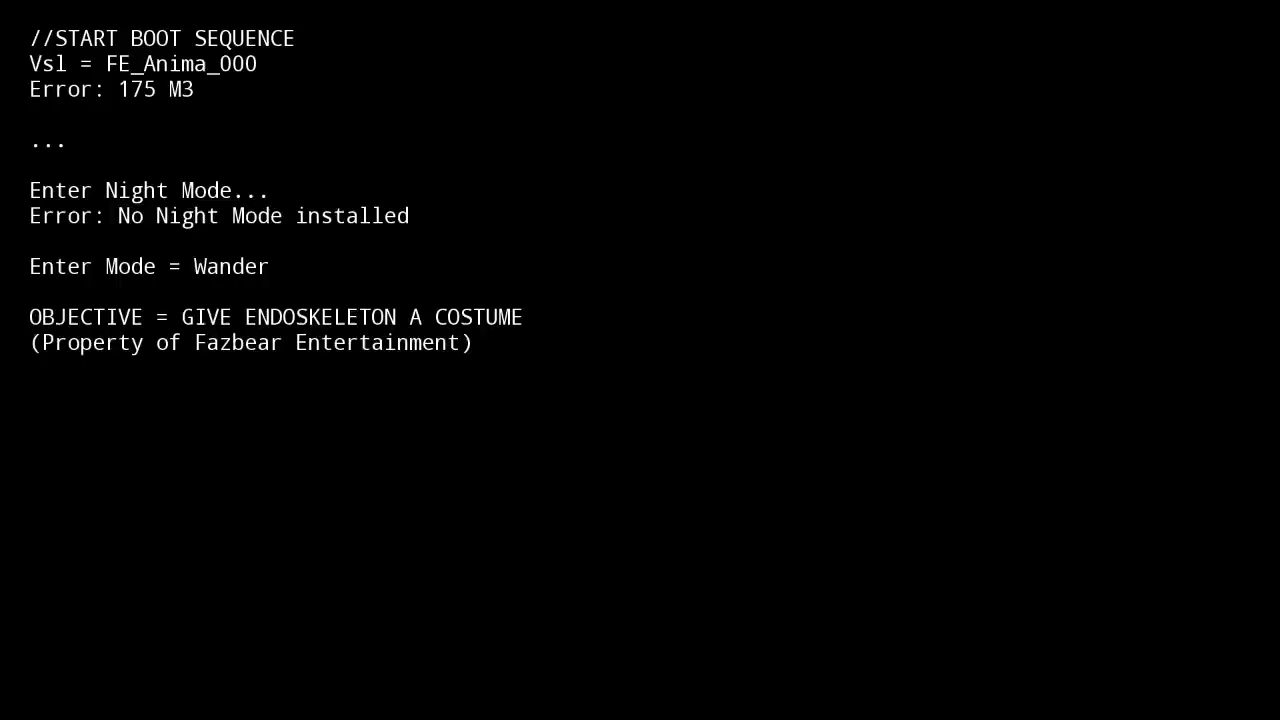 //START BOOT SEQUENCE
Vsl = FE_Anima_000
Error: 175 M3
...
Enter Night Mode...
Error: No Night Mode installed
Enter Mode = Wander
OBJECTIVE = GIVE ENDOSKELETON A COSTUME
(Property of Fazbear Entertainment)